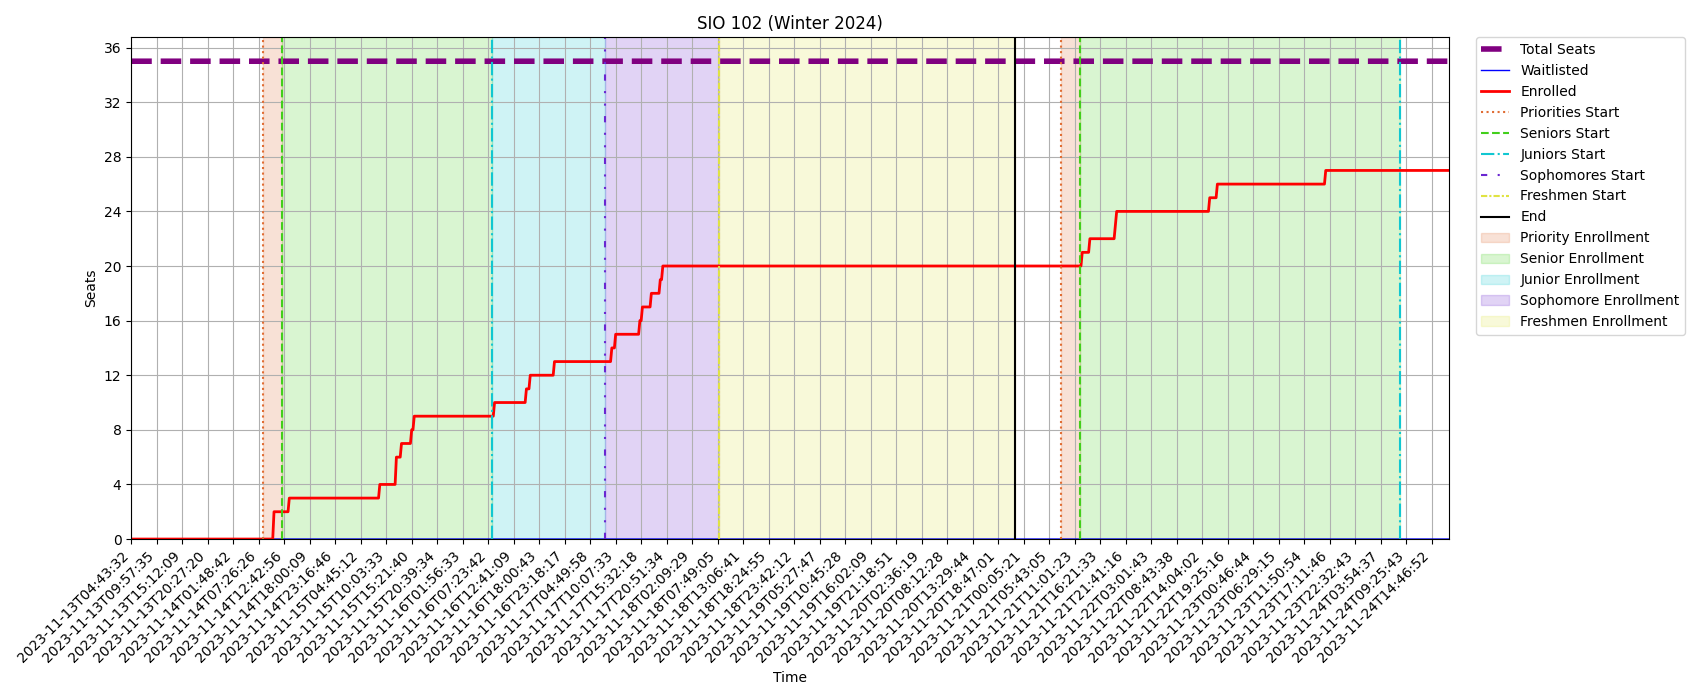 SIO 102 (Winter 2024)
36
32
28
24
20
16
12
8
4
0
Seats
2023-11-13T04:43:32
2023-11-13T09:57:35
2023-11-13T15:12:09
2023-11-13T20:27:20
2023-11-14T01:48:42
2023-11-14T07:26:26
2023-11-14T12:42:56
2023-11-14T18:00:09
2023-11-14T23:16:46
2023-11-15T04:45:12
2023-11-15T10:03:33
2023-11-15T15:21:40
2023-11-15T20:39:34
2023-11-16T01:56:33
2023-11-16T07:23:42
2023-11-16T12:41:09
2023-11-16T18:00:43
2023-11-16T23:18:17
2023-11-17T04:49:58
2023-11-17T10:07:33
2023-11-17T15:32:18
2023-11-17T20:51:34
2023-11-18T02:09:29
2023-11-18T07:49:05
2023-11-18T13:06:41
2023-11-18T18:24:55
2023-11-18T23:42:12
2023-11-19T05:27:47
2023-11-19T10:45:28
2023-11-19T16:02:09
2023-11-19T21:18:51
2023-11-20T02:36:19
2023-11-20T08:12:28
2023-11-20T13:29:44
2023-11-20T18:47:01
2023-11-21T00:05:21
2023-11-21T05:43:05
2023-11-21T11:01:23
2023-11-21T16:21:33
2023-11-21T21:41:16
2023-11-22T03:01:43
2023-11-22T08:43:38
2023-11-22T14:04:02
2023-11-22T19:25:16
2023-11-23T00:46:44
2023-11-23T06:29:15
2023-11-23T11:50:54
2023-11-23T17:11:46
2023-11-23T22:32:43
2023-11-24T03:54:37
2023-11-24T09:25:43
2023-11-24T14:46:52
Time
Total Seats
Waitlisted
Enrolled
Priorities Start
Seniors Start
Juniors Start
Sophomores Start
Freshmen Start
End
Priority Enrollment
Senior Enrollment
Junior Enrollment
Sophomore Enrollment
Freshmen Enrollment